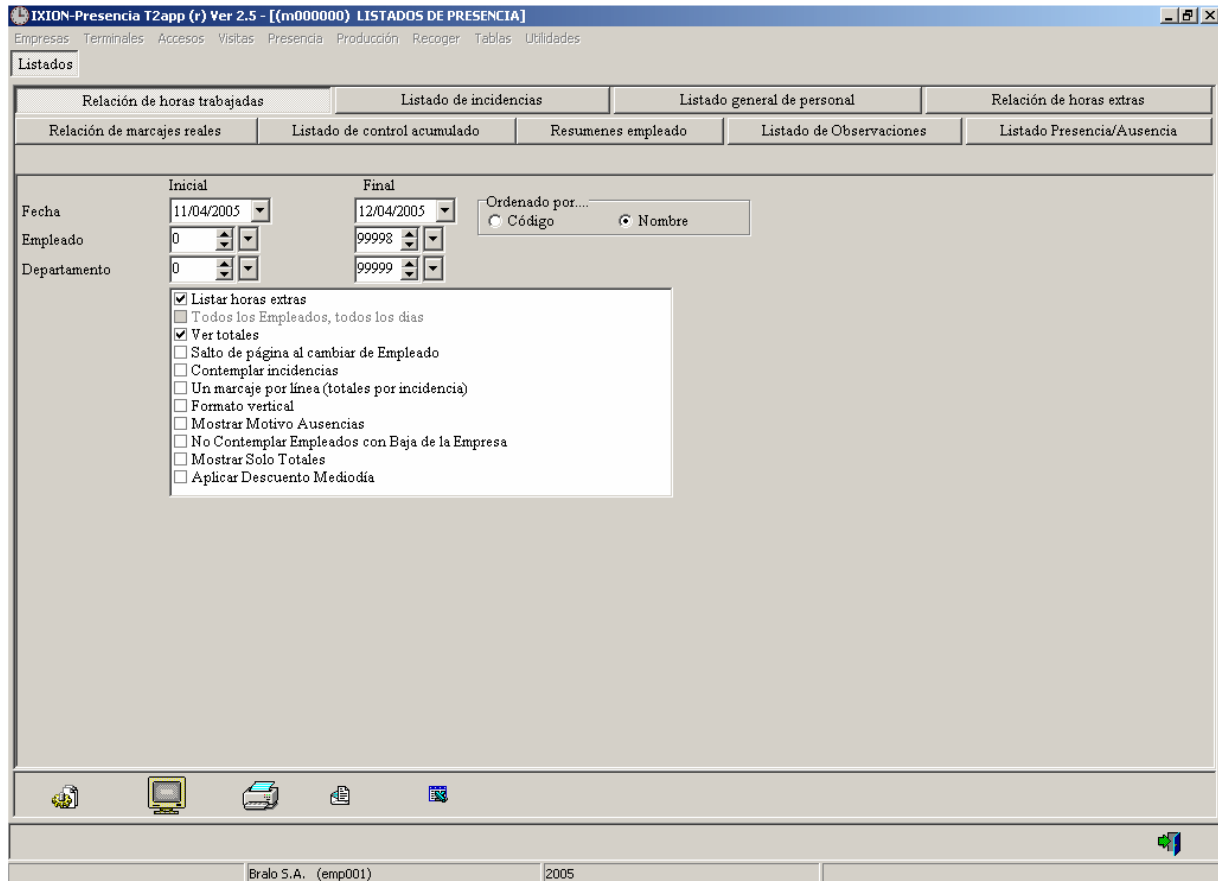 IXION-Presencia T2app (r) Ver 2.5 - [(m000000) LISTADOS DE PRESENCIA]
Empresas Terminales Accesos Visitas Presencia Producción Recoger Tablas Utilidades
Listados
Relación de horas trabajadas Listado de incidencias Listado general de personal Relación de horas extras
Relación de marcajes reales Listado de control acumulado Resumenes empleado Listado de Observaciones Listado Presencia/Ausencia
Inicial Final
Fecha 11/04/2005 12/04/2005 Ordenado por....
Código Nombre
Empleado 0 99998
Departamento 0 99999
Listar horas extras
Todos los Empleados, todos los dias
Ver totales
Salto de página al cambiar de Empleado
Contemplar incidencias
Un marcaje por línea (totales por incidencia)
Formato vertical
Mostrar Motivo Ausencias
No Contemplar Empleados con Baja de la Empresa
Mostrar Solo Totales
Aplicar Descuento Mediodía
Bralo S.A. (emp001) 2005